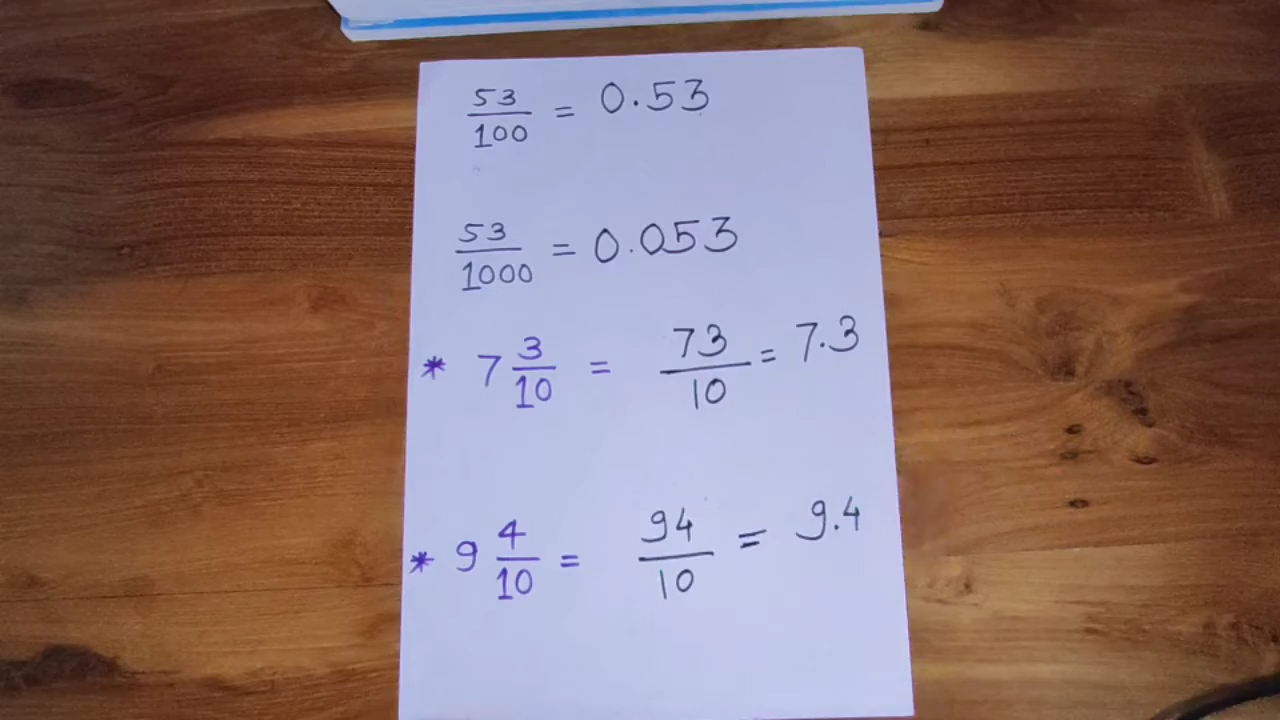 53/100 = 0.53
53/1000 = 0.053
* 7 3/10 = 73/10 = 7.3
* 9 4/10 = 94/10 = 9.4